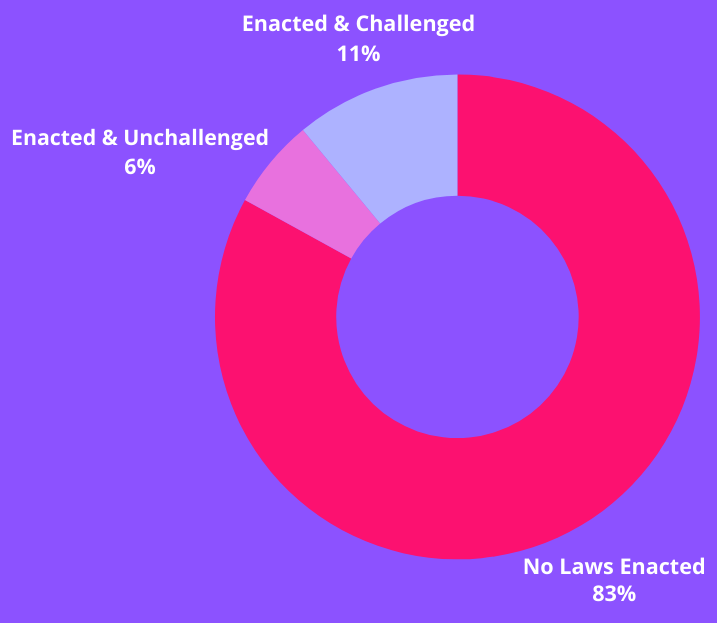 Enacted & Challenged
11%
Enacted & Unchallenged
6%
No Laws Enacted
83%